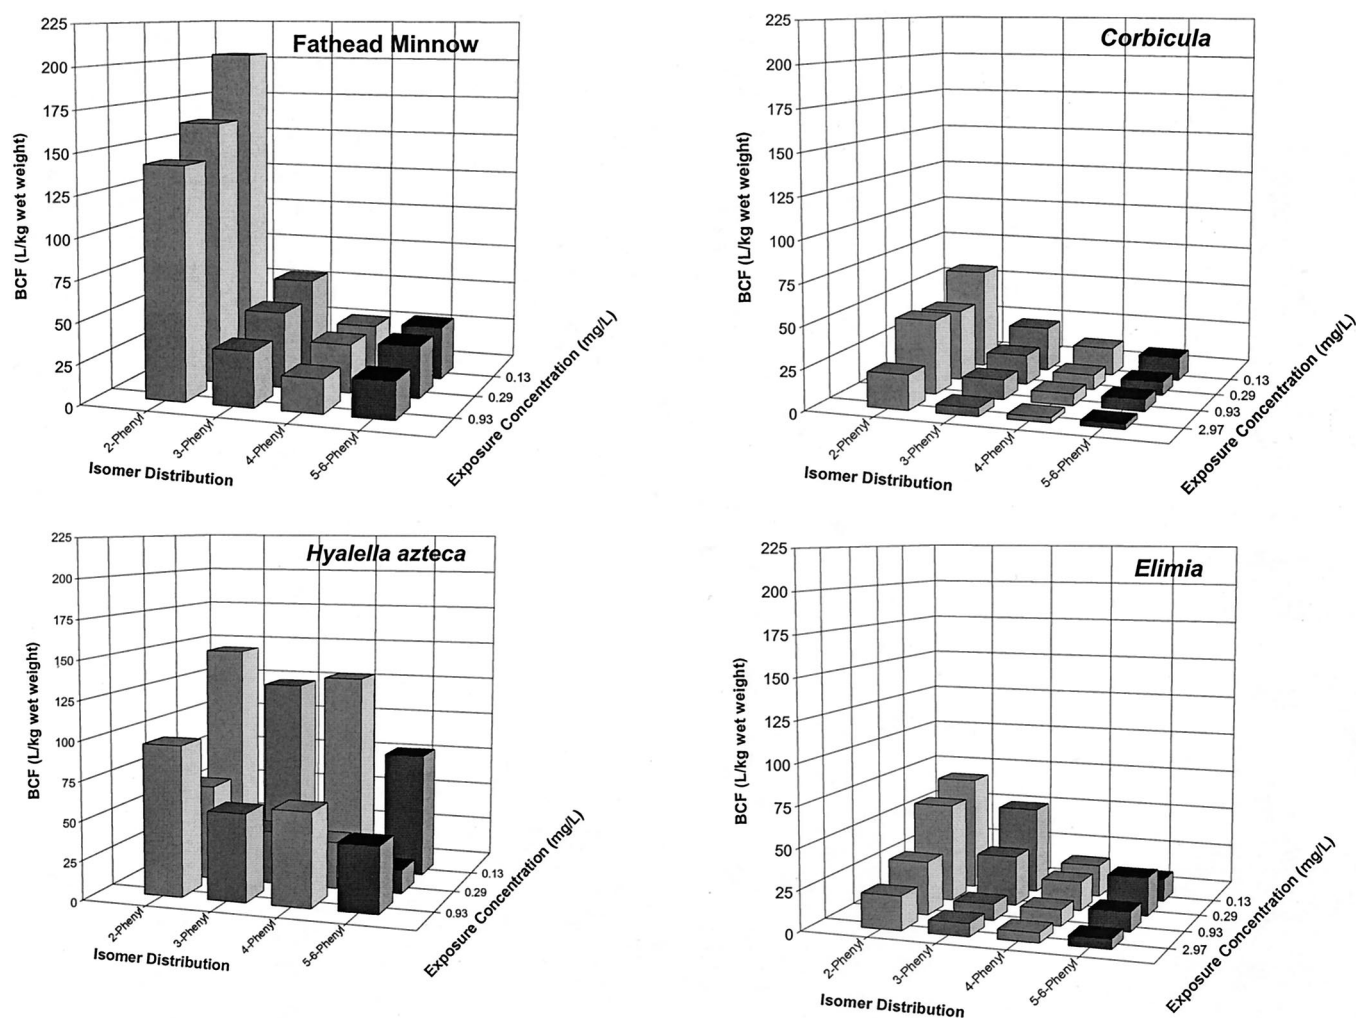 Fathead Minnow
BCF (L/kg wet weight)
225
200
175
150
125
100
75
50
25
0
2-Phenyl
3-Phenyl
4-Phenyl
5-6-Phenyl
Isomer Distribution
0.13
0.29
0.93
Exposure Concentration (mg/L)
Corbicula
BCF (L/kg wet weight)
225
200
175
150
125
100
75
50
25
0
2-Phenyl
3-Phenyl
4-Phenyl
5-6-Phenyl
Isomer Distribution
0.13
0.29
0.93
2.97
Exposure Concentration (mg/L)
Hyalella azteca
BCF (L/kg wet weight)
225
200
175
150
125
100
75
50
25
0
2-Phenyl
3-Phenyl
4-Phenyl
5-6-Phenyl
Isomer Distribution
0.13
0.29
0.93
Exposure Concentration (mg/L)
Elimia
BCF (L/kg wet weight)
225
200
175
150
125
100
75
50
25
0
2-Phenyl
3-Phenyl
4-Phenyl
5-6-Phenyl
Isomer Distribution
0.13
0.29
0.93
2.97
Exposure Concentration (mg/L)